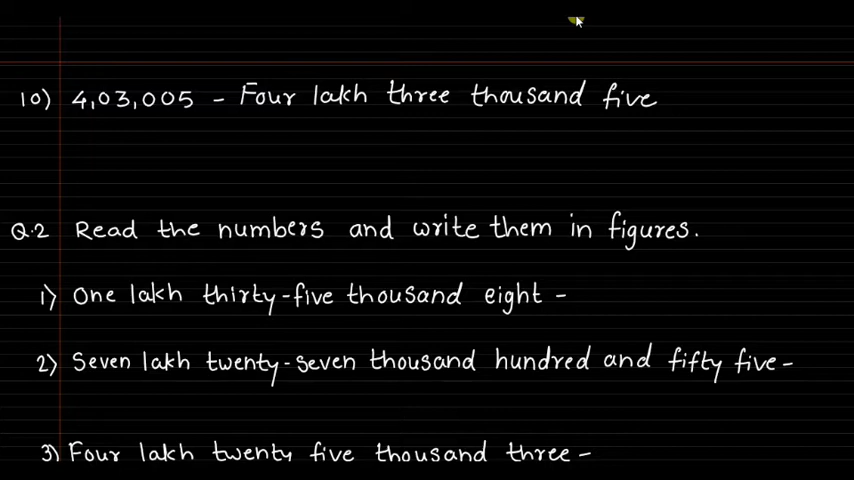 10) 4,03,005 - Four lakh three thousand five
Q.2 Read the numbers and write them in figures.
1) One lakh thirty-five thousand eight -
2) Seven lakh twenty-seven thousand hundred and fifty five-
3) Four lakh twenty five thousand three -